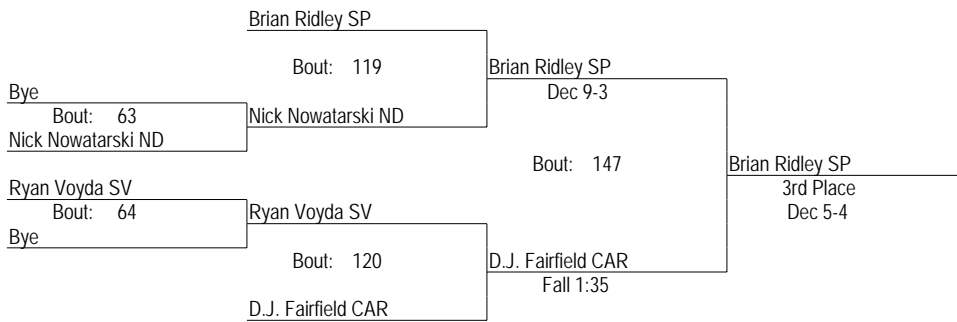 Brian Ridley SP
Bout: 119
Brian Ridley SP
Dec 9-3
Bye
Bout: 63
Nick Nowatarski ND
Nick Nowatarski ND
Bout: 147
Brian Ridley SP
3rd Place
Dec 5-4
Ryan Voyda SV
Bout: 64
Bye
Ryan Voyda SV
Bout: 120
D.J. Fairfield CAR
Fall 1:35
D.J. Fairfield CAR